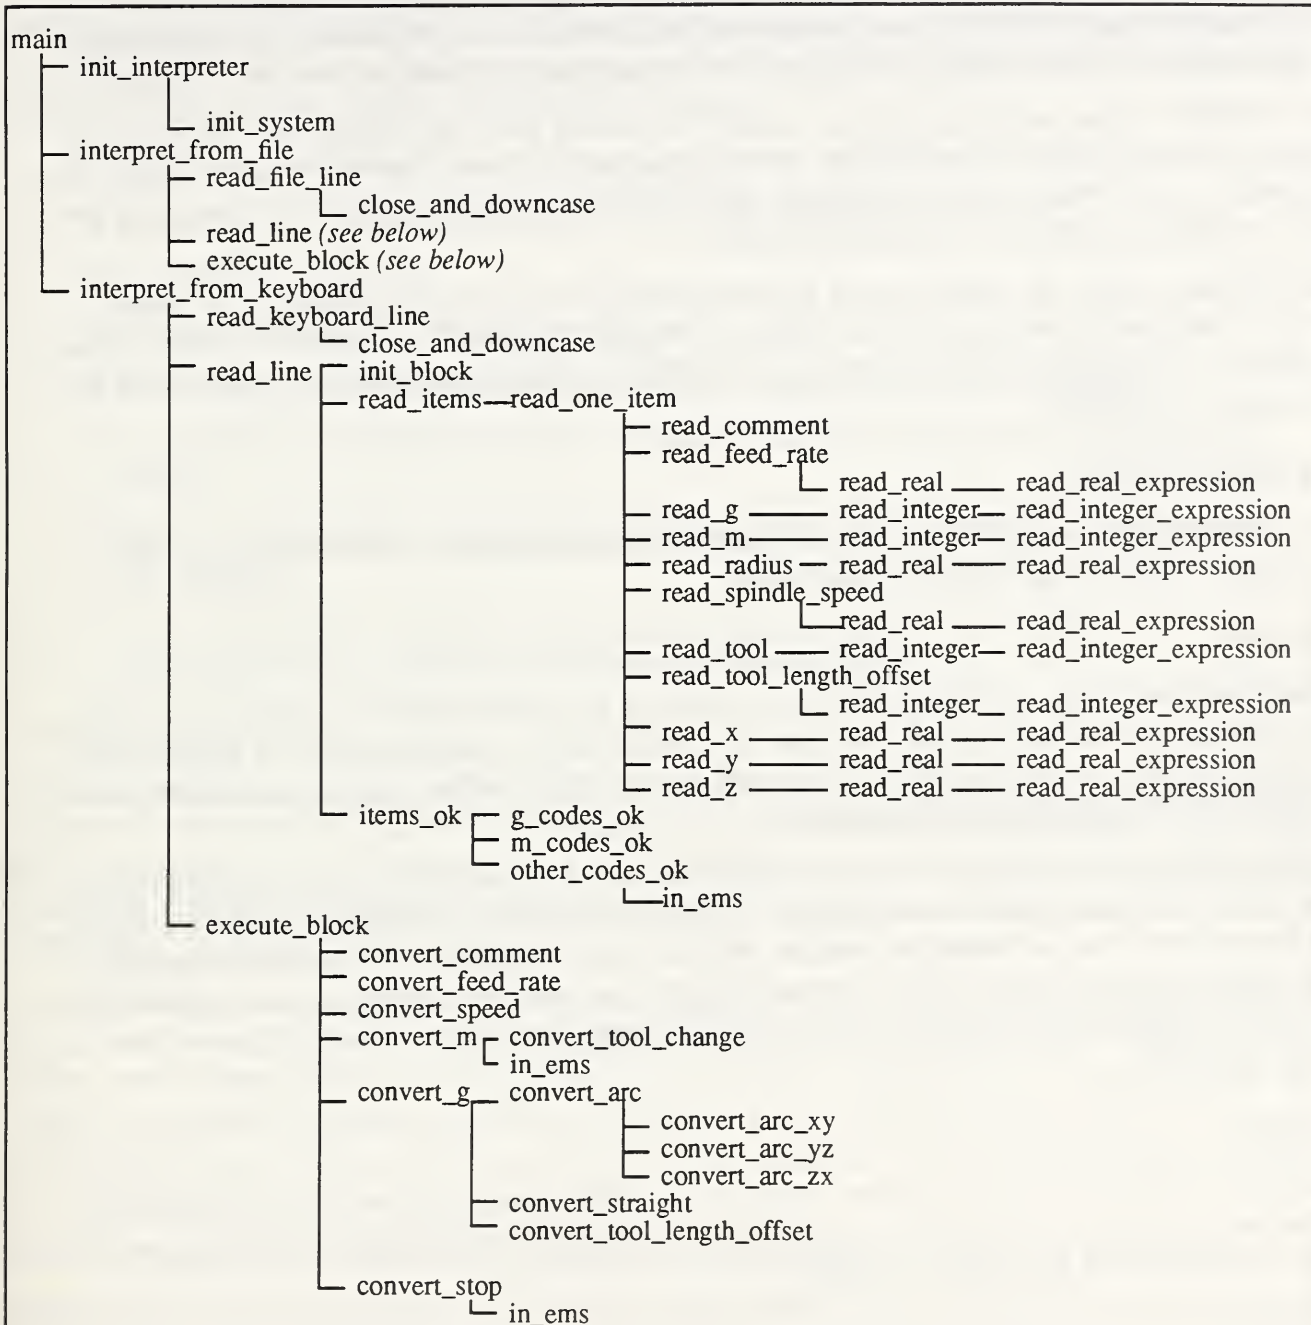 main
init_interpreter
init_system
interpret_from_file
read_file_line
close_and_downcase
read_line (see below)
execute_block (see below)
interpret_from_keyboard
read_keyboard_line
close_and_downcase
read_line init_block
read_items read_one_item
read_comment
read_feed_rate
read_real read_real_expression
read_g read_integer read_integer_expression
read_m read_integer read_integer_expression
read_radius read_real read_real_expression
read_spindle_speed
read_real read_real_expression
read_tool read_integer read_integer_expression
read_tool_length_offset
read_integer read_integer_expression
read_x read_real read_real_expression
read_y read_real read_real_expression
read_z read_real read_real_expression
items_ok g_codes_ok
m_codes_ok
other_codes_ok
in_ems
execute_block
convert_comment
convert_feed_rate
convert_speed
convert_m convert_tool_change
in_ems
convert_g convert_arc
convert_arc_xy
convert_arc_yz
convert_arc_zx
convert_straight
convert_tool_length_offset
convert_stop
in_ems